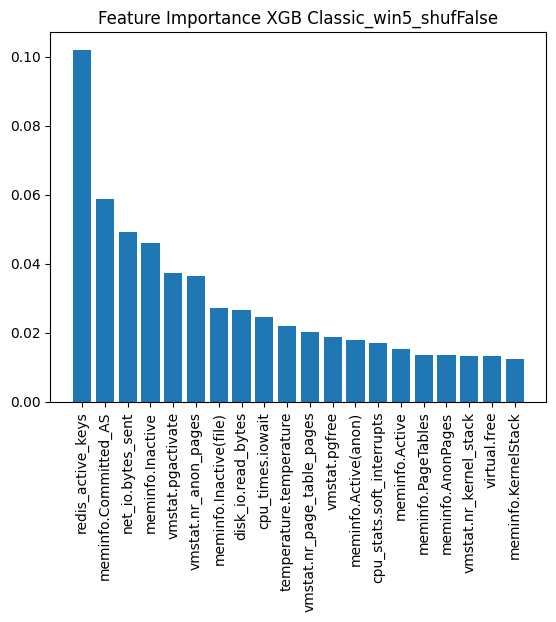 Feature Importance XGB Classic_win5_shufFalse
0.10
0.08
0.06
0.04
0.02
0.00
redis_active_keys
meminfo.Committed_AS
net_io.bytes_sent
meminfo.Inactive
vmstat.pgactivate
vmstat.nr_anon_pages
meminfo.Inactive(file)
disk_io.read_bytes
cpu_times.iowait
temperature.temperature
vmstat.nr_page_table_pages
vmstat.pgfree
meminfo.Active(anon)
cpu_stats.soft_interrupts
meminfo.Active
meminfo.PageTables
meminfo.AnonPages
vmstat.nr_kernel_stack
virtual.free
meminfo.KernelStack